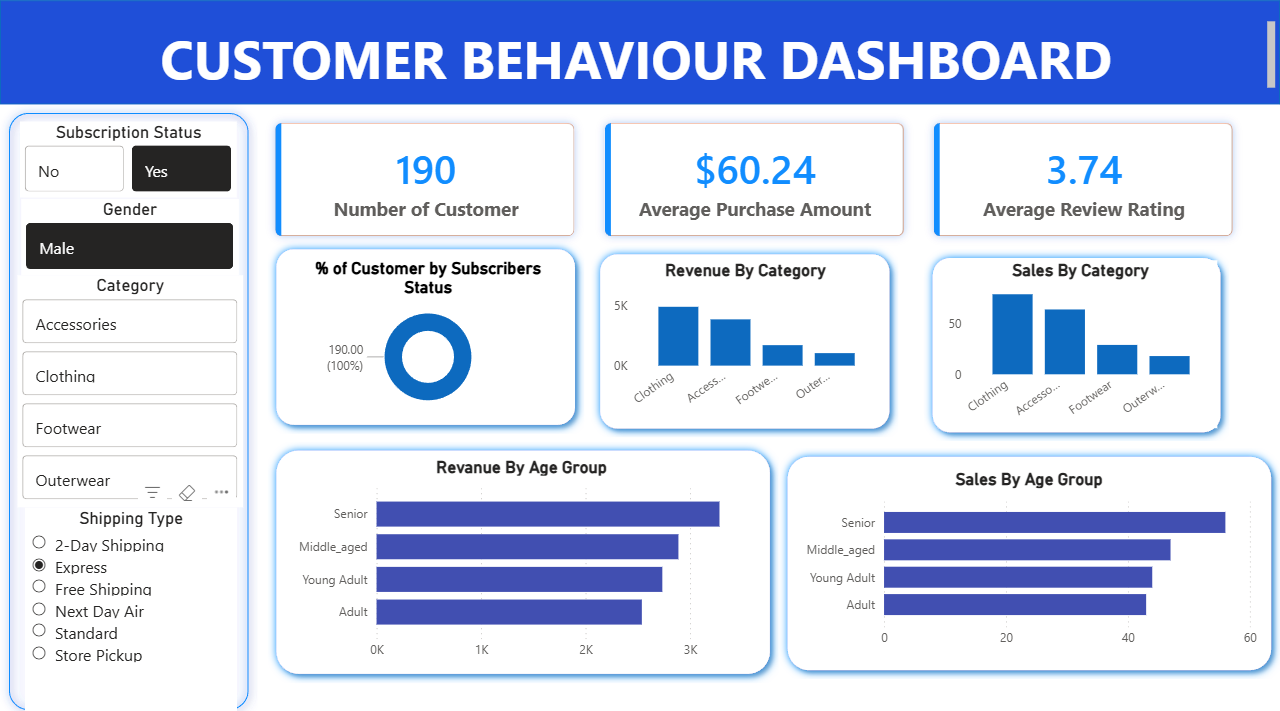 CUSTOMER BEHAVIOUR DASHBOARD
Subscription Status
No
Yes
Gender
Male
Category
Accessories
Clothing
Footwear
Outerwear
Shipping Type
2-Day Shipping
Express
Free Shipping
Next Day Air
Standard
Store Pickup
190
Number of Customer
$60.24
Average Purchase Amount
3.74
Average Review Rating
% of Customer by Subscribers
Status
190.00
(100%)
Revenue By Category
5K
0K
Clothing
Access...
Footwe...
Outer...
Sales By Category
50
0
Clothing
Accesso...
Footwear
Outerw...
Revanue By Age Group
Senior
Middle_aged
Young Adult
Adult
0K
1K
2K
3K
Sales By Age Group
Senior
Middle_aged
Young Adult
Adult
0
20
40
60